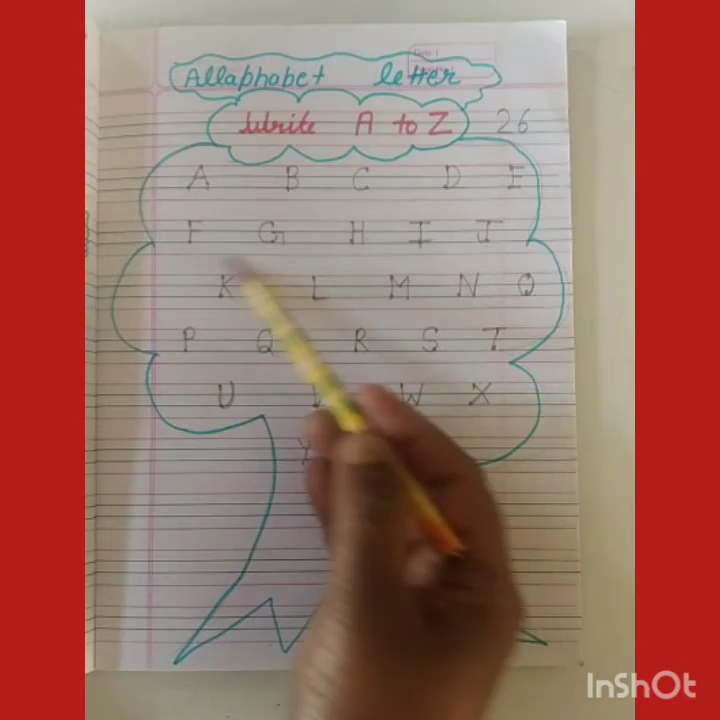 Allaphobet letter
Write A to Z 26
A B C D E
F G H I J
K L M N O
P Q R S T
U V W X
Y
InShOt